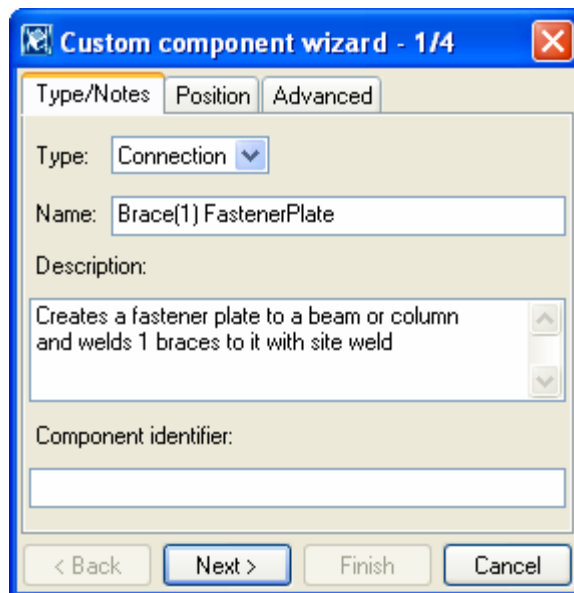 Custom component wizard - 1/4
Type/Notes Position Advanced
Type: Connection
Name: Brace(1) FastenerPlate
Description:
Creates a fastener plate to a beam or column
and welds 1 braces to it with site weld
Component identifier:
< Back Next > Finish Cancel